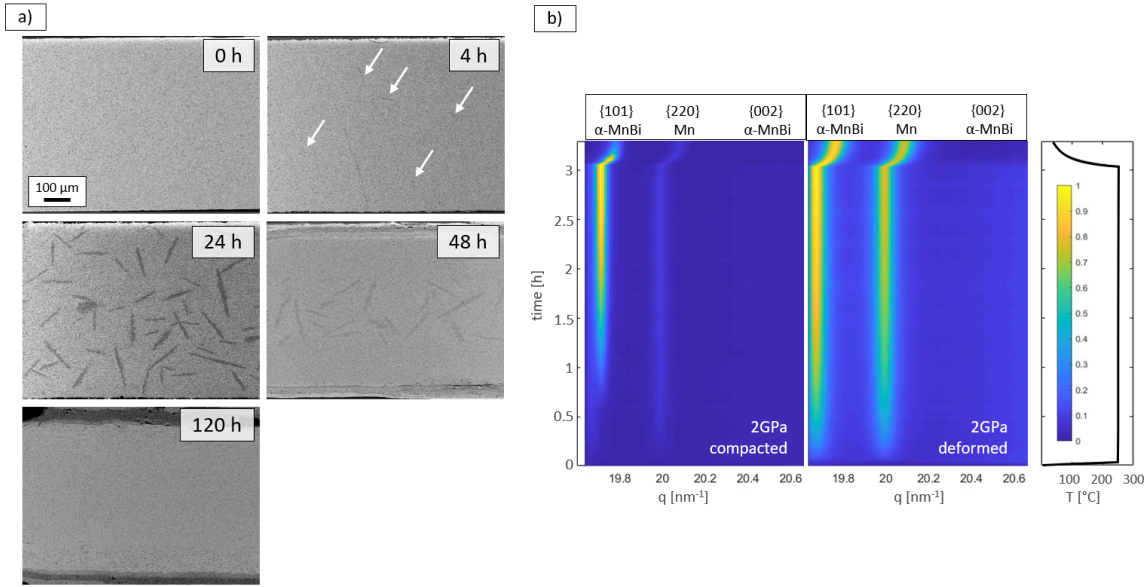 a)
0 h
100 µm
4 h
24 h
48 h
120 h
b)
{101} {220} {002} {101} {220} {002}
α-MnBi Mn α-MnBi α-MnBi Mn α-MnBi
time [h]
3
2.5
2
1.5
1
0.5
0
2GPa
compacted
2GPa
deformed
19.8 20 20.2 20.4 20.6
q [nm⁻¹]
19.8 20 20.2 20.4 20.6
q [nm⁻¹]
1
0.9
0.8
0.7
0.6
0.5
0.4
0.3
0.2
0.1
0
100 200 300
T [°C]